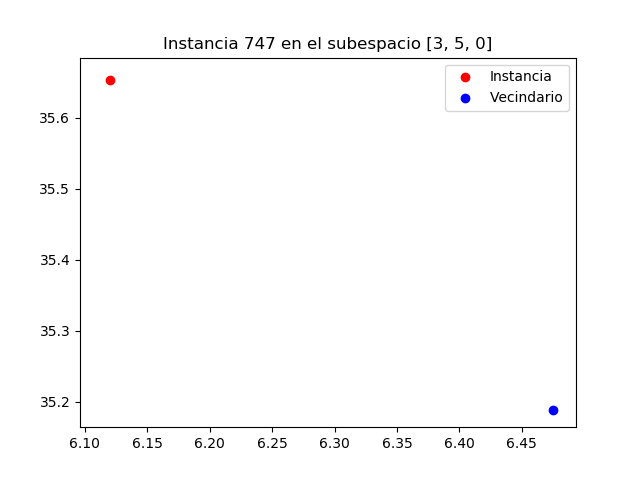 Instancia 747 en el subespacio [3, 5, 0]
Instancia
Vecindario
35.6
35.5
35.4
35.3
35.2
6.10 6.15 6.20 6.25 6.30 6.35 6.40 6.45